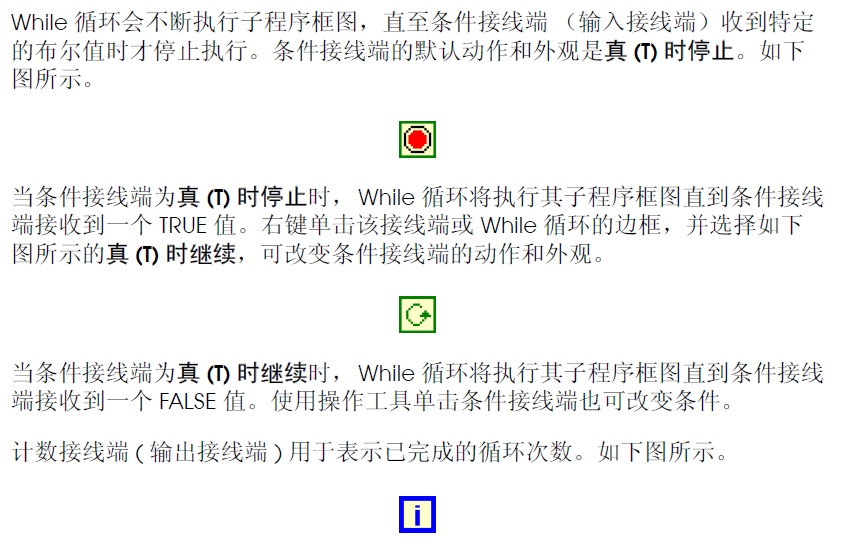 While 循环会不断执行子程序框图，直至条件接线端 （输入接线端）收到特定
的布尔值时才停止执行。条件接线端的默认动作和外观是真 (T) 时停止。如下
图所示。
当条件接线端为真 (T) 时停止时， While 循环将执行其子程序框图直到条件接线
端接收到一个 TRUE 值。右键单击该接线端或 While 循环的边框，并选择如下
图所示的真 (T) 时继续，可改变条件接线端的动作和外观。
当条件接线端为真 (T) 时继续时， While 循环将执行其子程序框图直到条件接线
端接收到一个 FALSE 值。使用操作工具单击条件接线端也可改变条件。
计数接线端 ( 输出接线端 ) 用于表示已完成的循环次数。如下图所示。
i